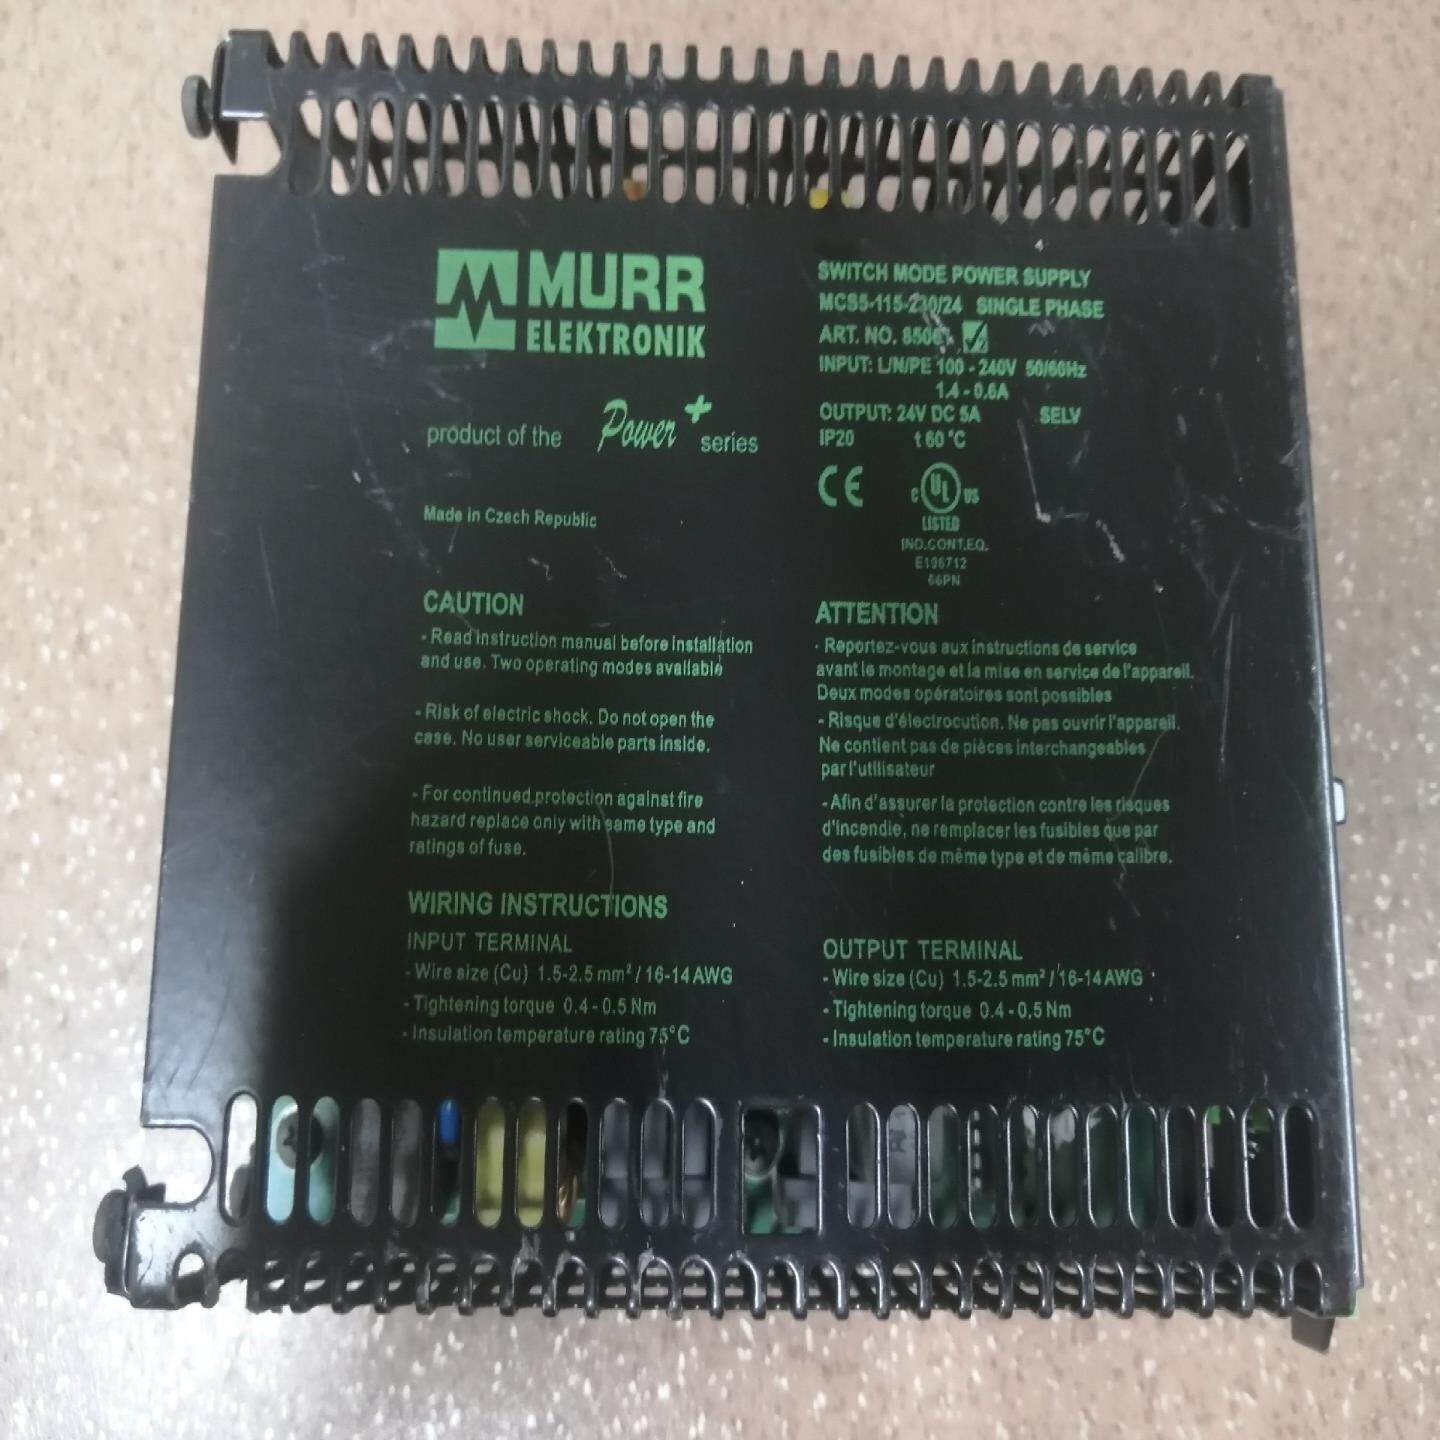 MURR
ELEKTRONIK
product of the Power+ series
Made in Czech Republic
SWITCH MODE POWER SUPPLY
MCS5-115-230/24 SINGLE PHASE
ART. NO.
INPUT: L/N/PE 100 - 240V 50/60Hz
1.4 - 0.6A
OUTPUT: 24V DC 5A SELV
IP20 t 60 °C
CE
C UL US
LISTED
IND.CONT.EQ.
E196712
66PN
CAUTION
- Read instruction manual before installation
and use. Two operating modes available
- Risk of electric shock. Do not open the
case. No user serviceable parts inside.
- For continued protection against fire
hazard replace only with same type and
ratings of fuse.
ATTENTION
- Reportez-vous aux instructions de service
avant le montage et la mise en service de l'appareil.
Deux modes opératoires sont possibles
- Risque d'électrocution. Ne pas ouvrir l'appareil.
Ne contient pas de pièces interchangeables
par l'utilisateur
- Afin d'assurer la protection contre les risques
d'incendie, ne remplacer les fusibles que par
des fusibles de même type et de même calibre.
WIRING INSTRUCTIONS
INPUT TERMINAL
- Wire size (Cu) 1.5-2.5 mm² / 16-14 AWG
- Tightening torque 0.4 - 0.5 Nm
- Insulation temperature rating 75°C
OUTPUT TERMINAL
- Wire size (Cu) 1.5-2.5 mm² / 16-14 AWG
- Tightening torque 0.4 - 0,5 Nm
- Insulation temperature rating 75°C